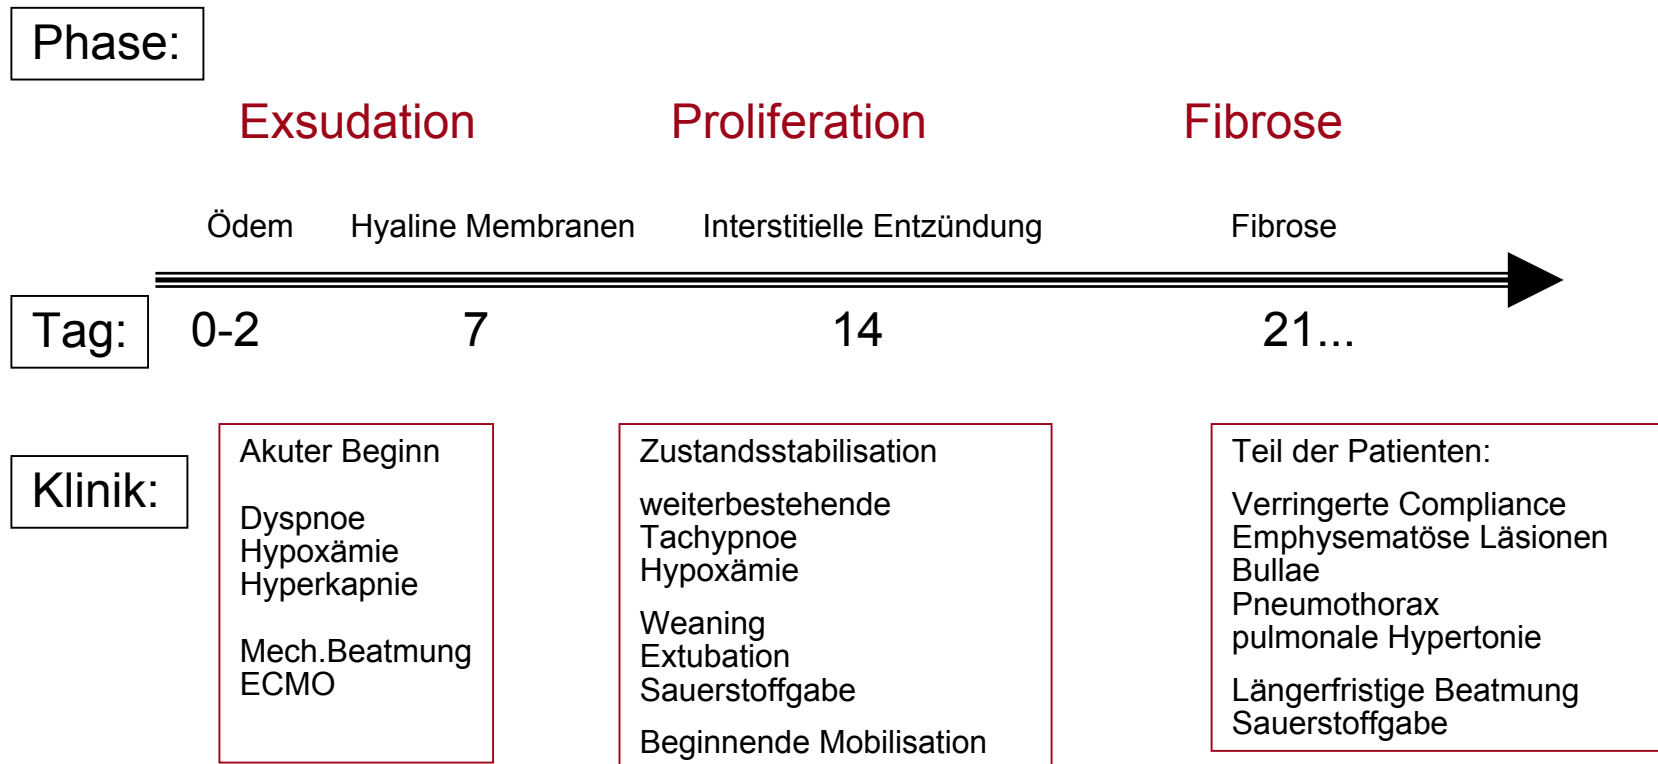 Phase:
Exsudation Proliferation Fibrose
Ödem Hyaline Membranen Interstitielle Entzündung Fibrose
Tag: 0-2 7 14 21...
Klinik:
Akuter Beginn
Dyspnoe
Hypoxämie
Hyperkapnie
Mech.Beatmung
ECMO
Zustandsstabilisation
weiterbestehende
Tachypnoe
Hypoxämie
Weaning
Extubation
Sauerstoffgabe
Beginnende Mobilisation
Teil der Patienten:
Verringerte Compliance
Emphysematöse Läsionen
Bullae
Pneumothorax
pulmonale Hypertonie
Längerfristige Beatmung
Sauerstoffgabe